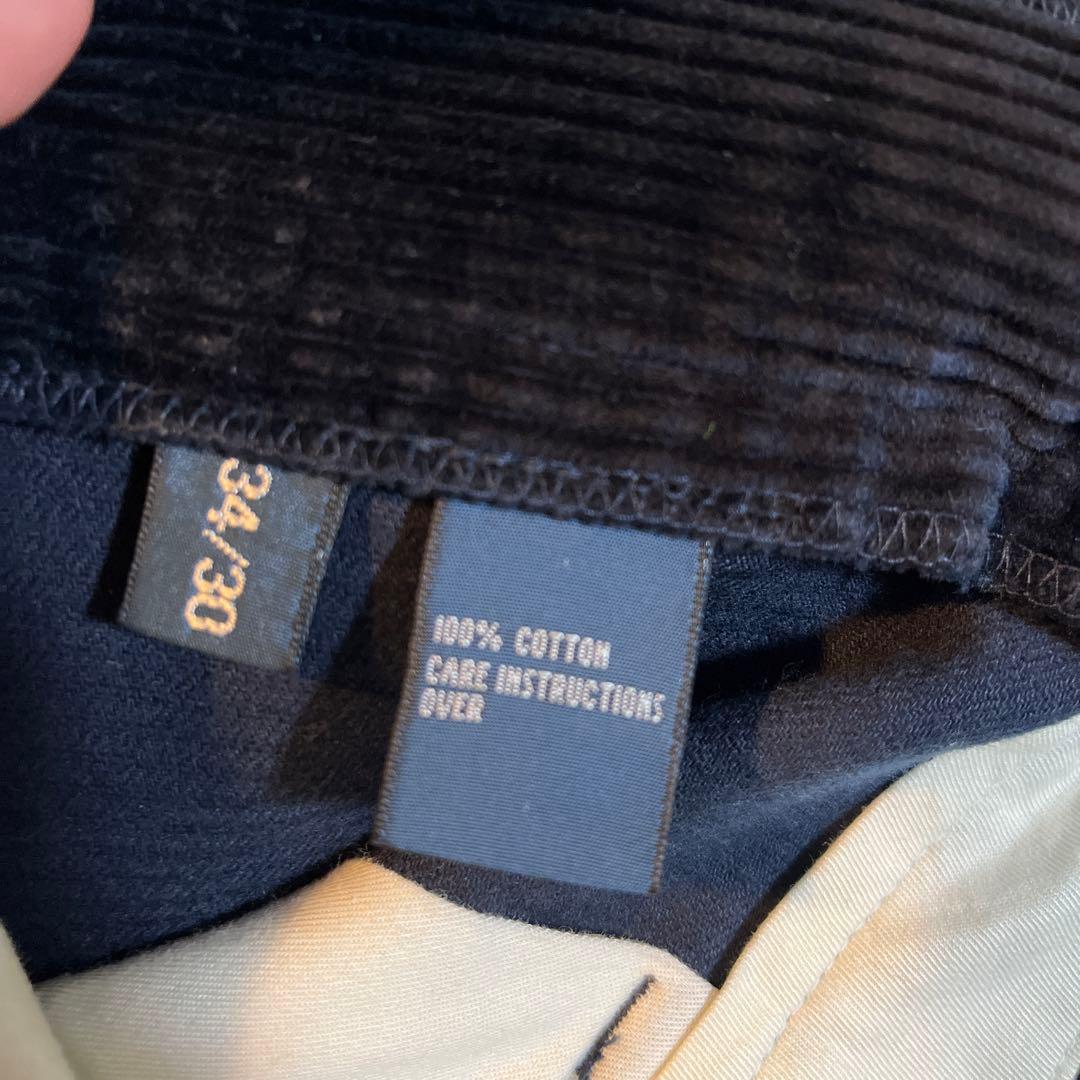 34/30
100% COTTON
CARE INSTRUCTIONS
OVER